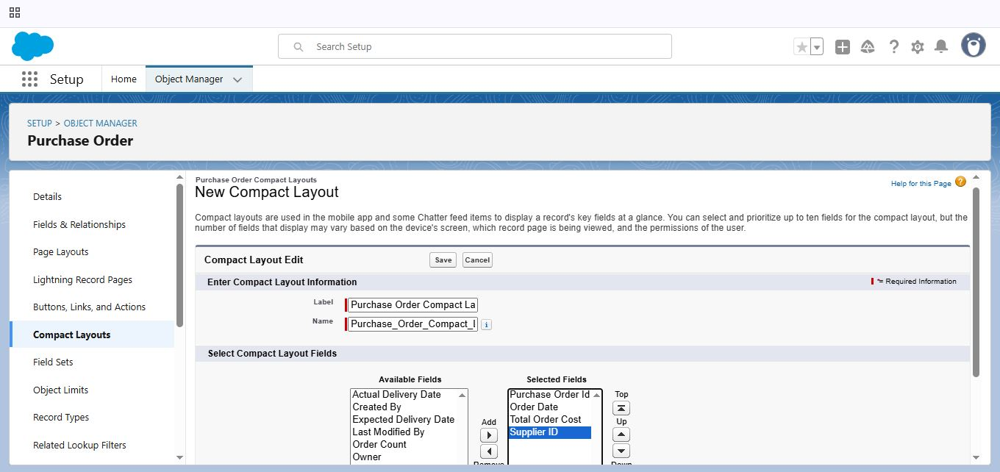 Search Setup
Setup
Home
Object Manager
SETUP > OBJECT MANAGER
Purchase Order
Details
Fields & Relationships
Page Layouts
Lightning Record Pages
Buttons, Links, and Actions
Compact Layouts
Field Sets
Object Limits
Record Types
Related Lookup Filters
Purchase Order Compact Layouts
New Compact Layout
Help for this Page
Compact layouts are used in the mobile app and some Chatter feed items to display a record's key fields at a glance. You can select and prioritize up to ten fields for the compact layout, but the
number of fields that display may vary based on the device's screen, which record page is being viewed, and the permissions of the user.
Compact Layout Edit
Save
Cancel
Enter Compact Layout Information
*= Required Information
Label
Purchase Order Compact La
Name
Purchase_Order_Compact_l
Select Compact Layout Fields
Available Fields
Actual Delivery Date
Created By
Expected Delivery Date
Last Modified By
Order Count
Owner
Add
Remove
Selected Fields
Purchase Order Id
Order Date
Total Order Cost
Supplier ID
Top
Up
Down